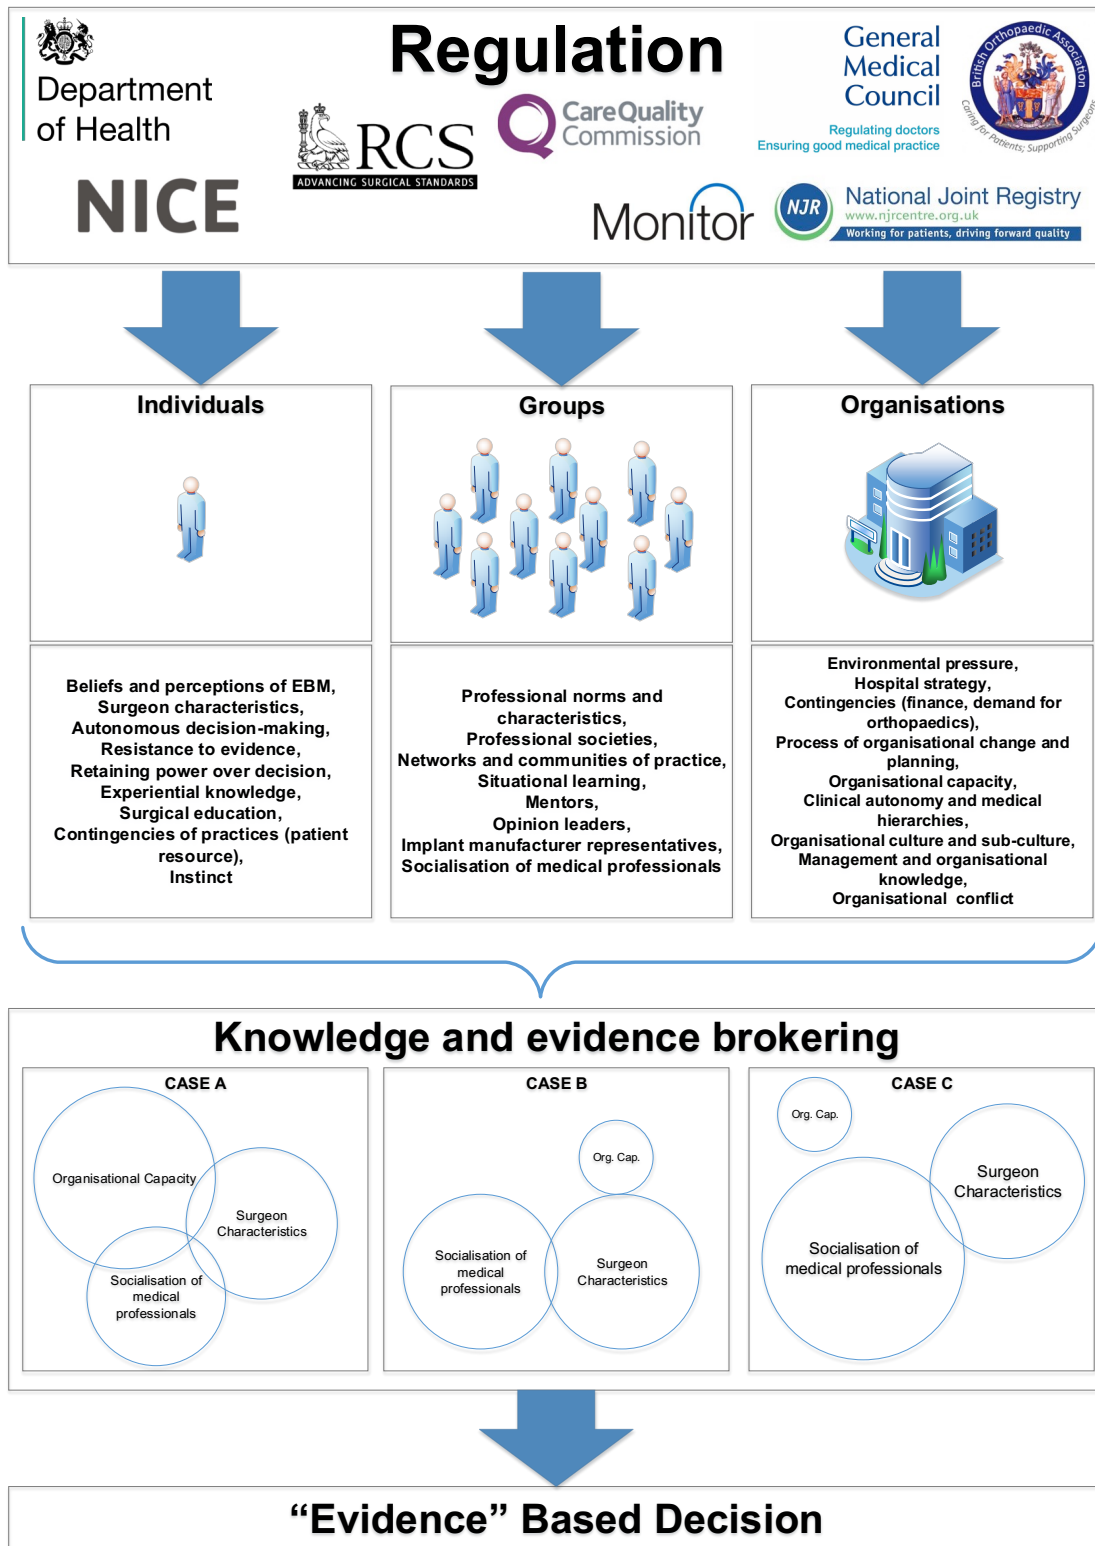 Regulation
Department
of Health
RCS
ADVANCING SURGICAL STANDARDS
CareQuality
Commission
General
Medical
Council
Regulating doctors
Ensuring good medical practice
British Orthopaedic Association
Caring for Patients; Supporting Surgeons
NICE
Monitor
NJR
National Joint Registry
www.njrcentre.org.uk
Working for patients, driving forward quality
Individuals
Groups
Organisations
Beliefs and perceptions of EBM,
Surgeon characteristics,
Autonomous decision-making,
Resistance to evidence,
Retaining power over decision,
Experiential knowledge,
Surgical education,
Contingencies of practices (patient
resource),
Instinct
Professional norms and
characteristics,
Professional societies,
Networks and communities of practice,
Situational learning,
Mentors,
Opinion leaders,
Implant manufacturer representatives,
Socialisation of medical professionals
Environmental pressure,
Hospital strategy,
Contingencies (finance, demand for
orthopaedics),
Process of organisational change and
planning,
Organisational capacity,
Clinical autonomy and medical
hierarchies,
Organisational culture and sub-culture,
Management and organisational
knowledge,
Organisational conflict
Knowledge and evidence brokering
CASE A
Organisational Capacity
Surgeon
Characteristics
Socialisation of
medical
professionals
CASE B
Org. Cap.
Socialisation of
medical
professionals
Surgeon
Characteristics
CASE C
Org. Cap.
Surgeon
Characteristics
Socialisation of
medical professionals
“Evidence” Based Decision